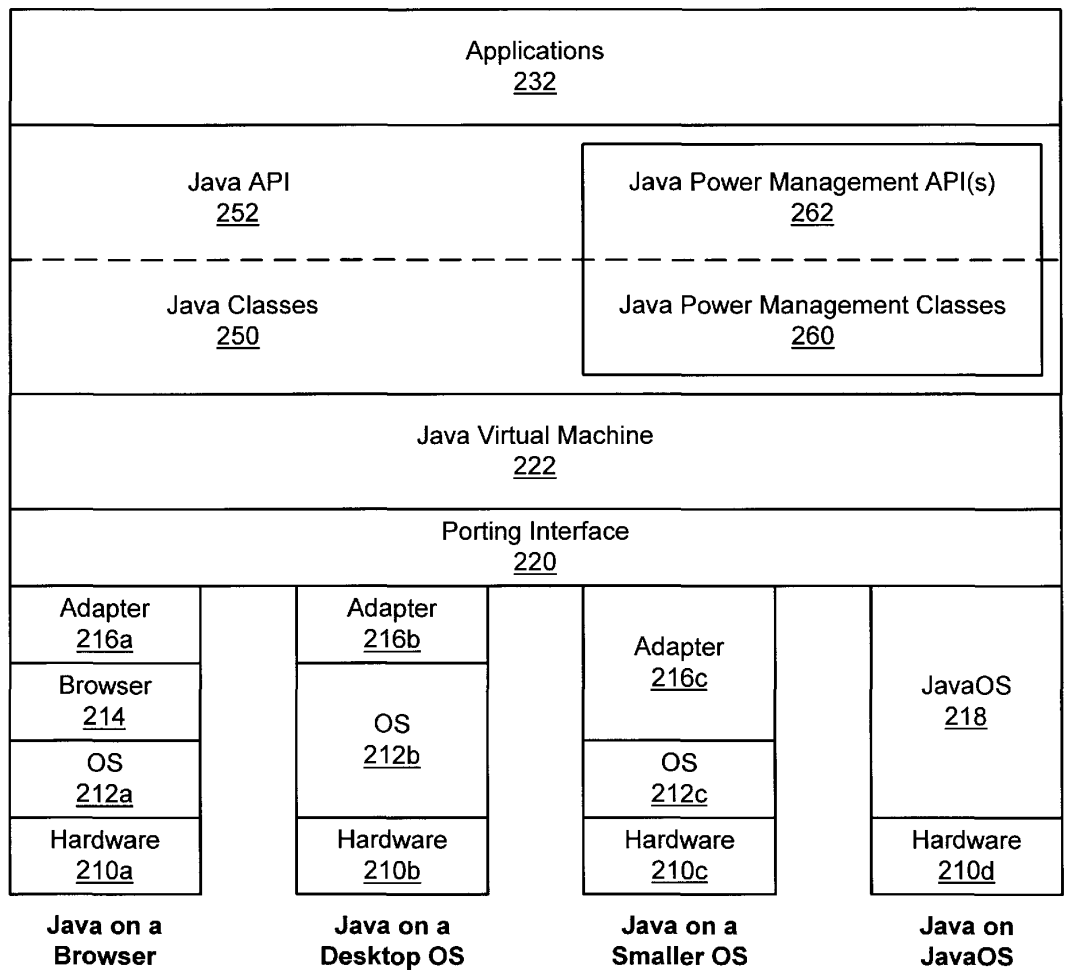 Applications
232
Java API
252
Java Power Management API(s)
262
Java Classes
250
Java Power Management Classes
260
Java Virtual Machine
222
Porting Interface
220
Adapter
216a
Browser
214
OS
212a
Hardware
210a
Java on a
Browser
Adapter
216b
OS
212b
Hardware
210b
Java on a
Desktop OS
Adapter
216c
OS
212c
Hardware
210c
Java on a
Smaller OS
JavaOS
218
Hardware
210d
Java on
JavaOS